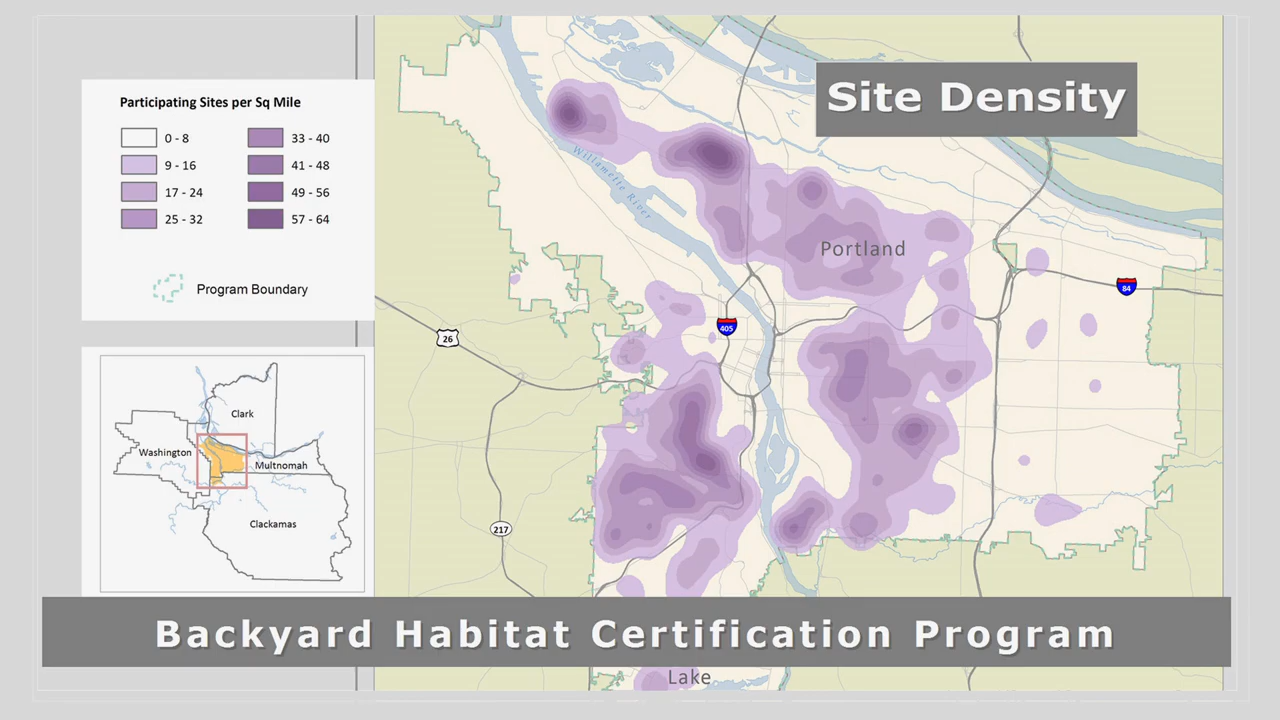 Site Density
Participating Sites per Sq Mile
0 - 8
9 - 16
17 - 24
25 - 32
33 - 40
41 - 48
49 - 56
57 - 64
Program Boundary
Clark
Washington
Multnomah
Clackamas
Willamette River
Portland
84
405
26
217
Backyard Habitat Certification Program
Lake